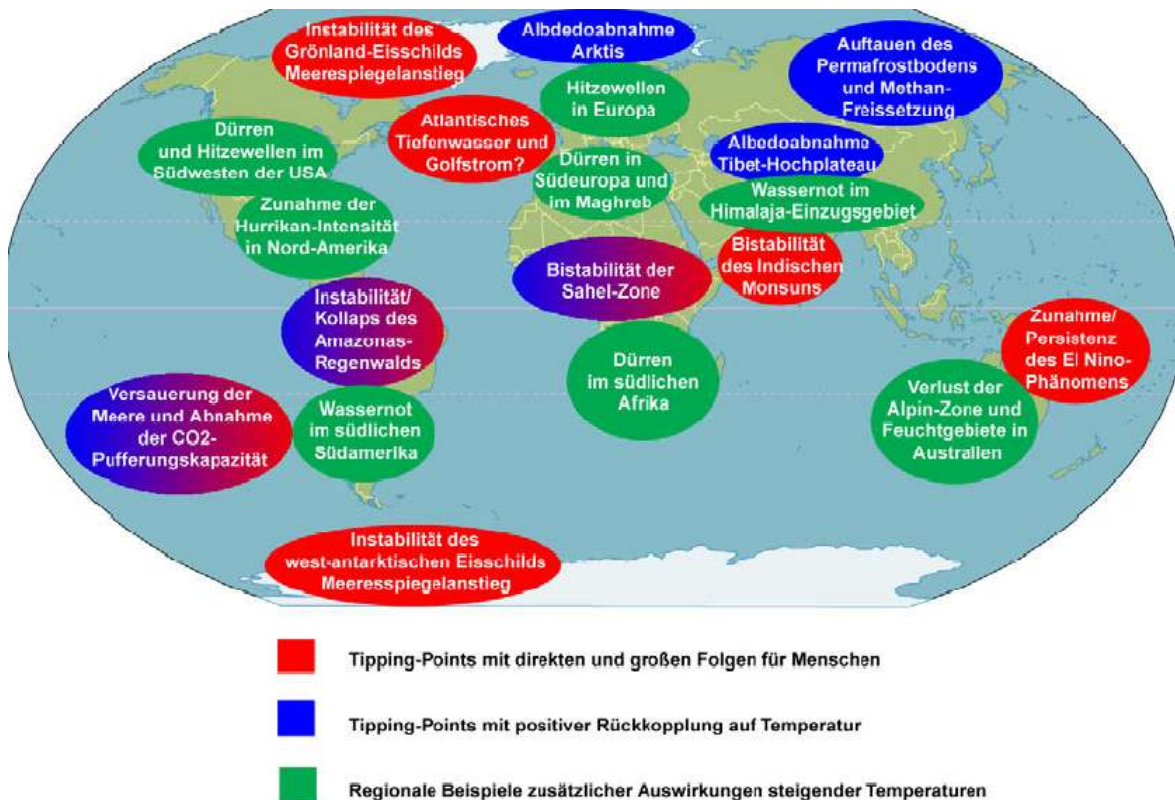 Instabilität des
Grönland-Eisschilds
Meerespiegelanstieg
Albdedoabnahme
Arktis
Auftauen des
Permafrostbodens
und Methan-
Freissetzung
Hitzewellen
in Europa
Atlantisches
Tiefenwasser und
Golfstrom?
Dürren
und Hitzewellen im
Südwesten der USA
Albedoabnahme
Tibet-Hochplateau
Dürren in
Südeuropa und
im Maghreb
Wassernot im
Himalaja-Einzugsgebiet
Zunahme der
Hurrikan-Intensität
in Nord-Amerika
Bistabilität
des Indischen
Monsuns
Bistabilität der
Sahel-Zone
Instabilität/
Kollaps des
Amazonas-
Regenwalds
Zunahme/
Persistenz
des El Nino-
Phänomens
Dürren
im südlichen
Afrika
Verlust der
Alpin-Zone und
Feuchtgebiete in
Australien
Versauerung der
Meere und Abnahme
der CO2-
Pufferungskapazität
Wassernot
im südlichen
Südamerika
Instabilität des
west-antarktischen Eisschilds
Meeresspiegelanstieg
Tipping-Points mit direkten und großen Folgen für Menschen
Tipping-Points mit positiver Rückkopplung auf Temperatur
Regionale Beispiele zusätzlicher Auswirkungen steigender Temperaturen